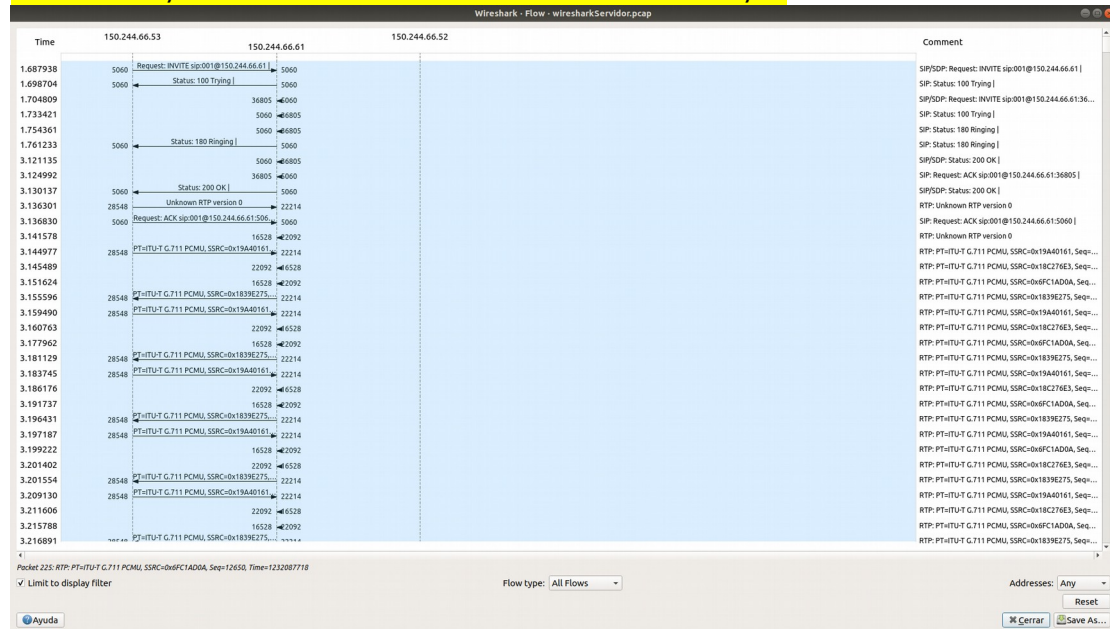 Wireshark · Flow · wiresharkServidor.pcap
Time 150.244.66.53 150.244.66.61 150.244.66.52 Comment
1.687938 5060 Request: INVITE sip:001@150.244.66.61 | 5060 SIP/SDP: Request: INVITE sip:001@150.244.66.61 |
1.698704 5060 Status: 100 Trying | 5060 SIP: Status: 100 Trying |
1.704809 36805 5060 SIP/SDP: Request: INVITE sip:001@150.244.66.61:36...
1.733421 5060 36805 SIP: Status: 100 Trying |
1.754361 5060 36805 SIP: Status: 180 Ringing |
1.761233 5060 Status: 180 Ringing | 5060 SIP: Status: 180 Ringing |
3.121135 5060 36805 SIP/SDP: Status: 200 OK |
3.124992 36805 5060 SIP: Request: ACK sip:001@150.244.66.61:36805 |
3.130137 5060 Status: 200 OK | 5060 SIP/SDP: Status: 200 OK |
3.136301 28548 Unknown RTP version 0 22214 RTP: Unknown RTP version 0
3.136830 5060 Request: ACK sip:001@150.244.66.61:506... 5060 SIP: Request: ACK sip:001@150.244.66.61:5060 |
3.141578 16528 22092 RTP: Unknown RTP version 0
3.144977 28548 PT=ITU-T G.711 PCMU, SSRC=0x19A40161... 22214 RTP: PT=ITU-T G.711 PCMU, SSRC=0x19A40161, Seq=...
3.145489 22092 16528 RTP: PT=ITU-T G.711 PCMU, SSRC=0x18C276E3, Seq=...
3.151624 16528 22092 RTP: PT=ITU-T G.711 PCMU, SSRC=0x6FC1AD0A, Seq...
3.155596 28548 PT=ITU-T G.711 PCMU, SSRC=0x1839E275,... 22214 RTP: PT=ITU-T G.711 PCMU, SSRC=0x1839E275, Seq=...
3.159490 28548 PT=ITU-T G.711 PCMU, SSRC=0x19A40161... 22214 RTP: PT=ITU-T G.711 PCMU, SSRC=0x19A40161, Seq=...
3.160763 22092 16528 RTP: PT=ITU-T G.711 PCMU, SSRC=0x18C276E3, Seq=...
3.177962 16528 22092 RTP: PT=ITU-T G.711 PCMU, SSRC=0x6FC1AD0A, Seq...
3.181129 28548 PT=ITU-T G.711 PCMU, SSRC=0x1839E275,... 22214 RTP: PT=ITU-T G.711 PCMU, SSRC=0x1839E275, Seq=...
3.183745 28548 PT=ITU-T G.711 PCMU, SSRC=0x19A40161... 22214 RTP: PT=ITU-T G.711 PCMU, SSRC=0x19A40161, Seq=...
3.186176 22092 16528 RTP: PT=ITU-T G.711 PCMU, SSRC=0x18C276E3, Seq=...
3.191737 16528 22092 RTP: PT=ITU-T G.711 PCMU, SSRC=0x6FC1AD0A, Seq...
3.196431 28548 PT=ITU-T G.711 PCMU, SSRC=0x1839E275,... 22214 RTP: PT=ITU-T G.711 PCMU, SSRC=0x1839E275, Seq=...
3.197187 28548 PT=ITU-T G.711 PCMU, SSRC=0x19A40161... 22214 RTP: PT=ITU-T G.711 PCMU, SSRC=0x19A40161, Seq=...
3.199222 16528 22092 RTP: PT=ITU-T G.711 PCMU, SSRC=0x6FC1AD0A, Seq...
3.201402 22092 16528 RTP: PT=ITU-T G.711 PCMU, SSRC=0x18C276E3, Seq=...
3.201554 28548 PT=ITU-T G.711 PCMU, SSRC=0x1839E275,... 22214 RTP: PT=ITU-T G.711 PCMU, SSRC=0x1839E275, Seq=...
3.209130 28548 PT=ITU-T G.711 PCMU, SSRC=0x19A40161... 22214 RTP: PT=ITU-T G.711 PCMU, SSRC=0x19A40161, Seq=...
3.211606 22092 16528 RTP: PT=ITU-T G.711 PCMU, SSRC=0x18C276E3, Seq=...
3.215788 16528 22092 RTP: PT=ITU-T G.711 PCMU, SSRC=0x6FC1AD0A, Seq...
3.216891 28548 PT=ITU-T G.711 PCMU, SSRC=0x1839E275,... 22214 RTP: PT=ITU-T G.711 PCMU, SSRC=0x1839E275, Seq=...
Packet 225: RTP: PT=ITU-T G.711 PCMU, SSRC=0x6FC1AD0A, Seq=12650, Time=1232087718
Limit to display filter Flow type: All Flows Addresses: Any
Reset
Ayuda Cerrar Save As...